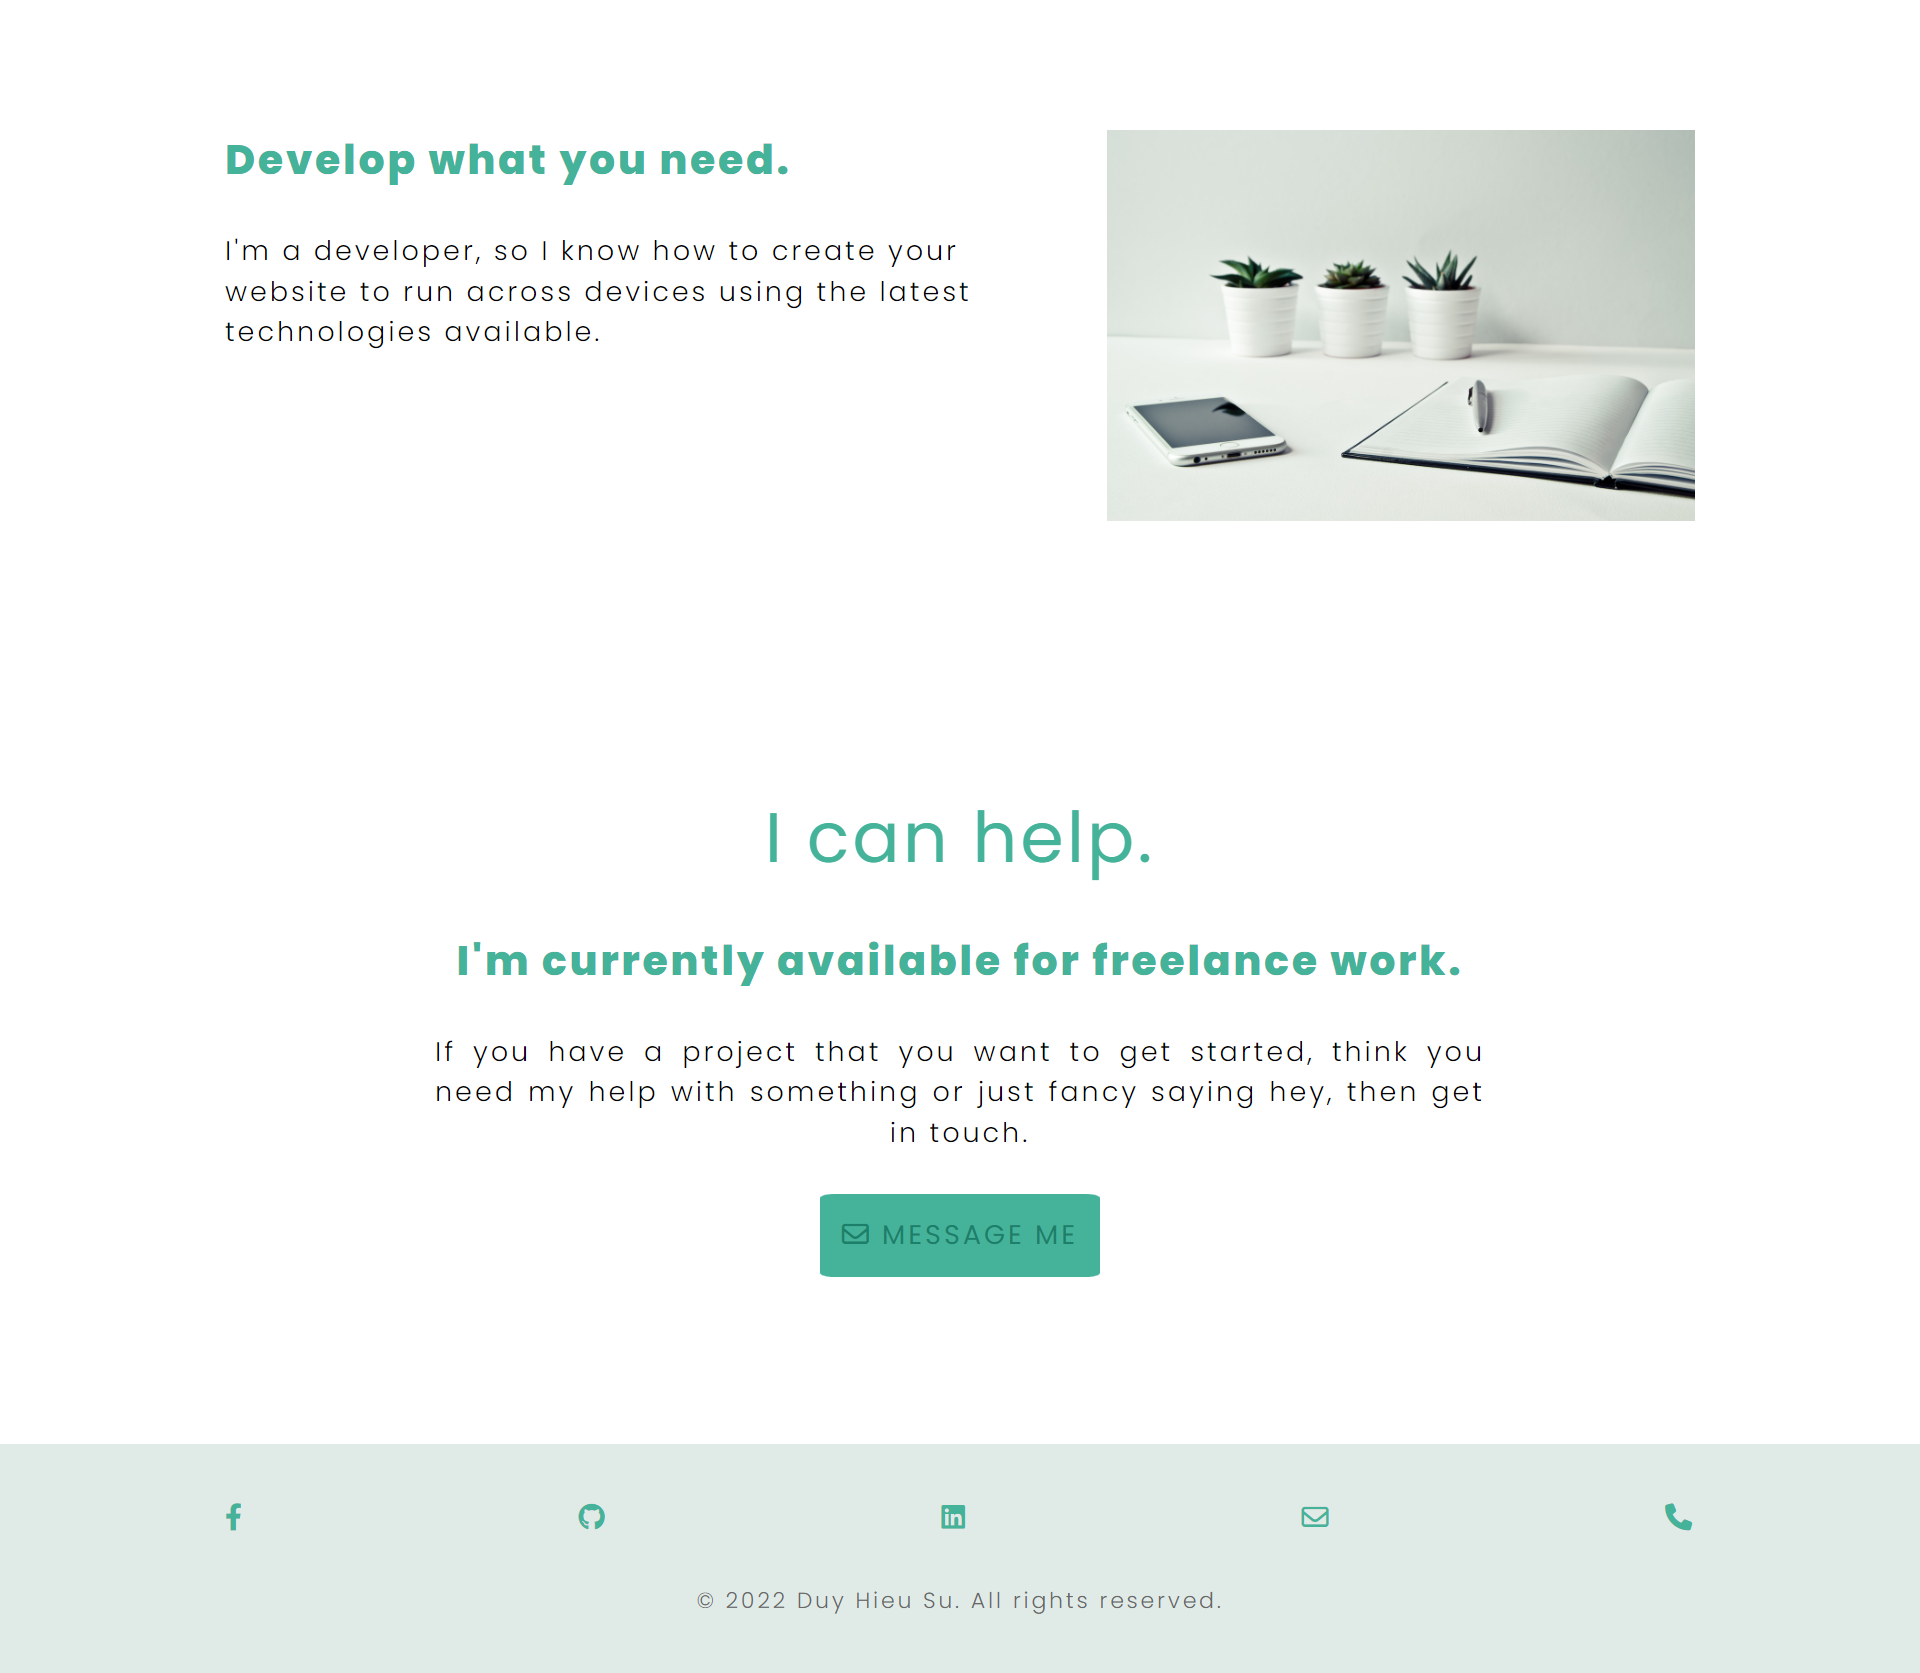 Develop what you need.
I'm a developer, so I know how to create your
website to run across devices using the latest
technologies available.
I can help.
I'm currently available for freelance work.
If you have a project that you want to get started, think you
need my help with something or just fancy saying hey, then get
in touch.
MESSAGE ME
© 2022 Duy Hieu Su. All rights reserved.